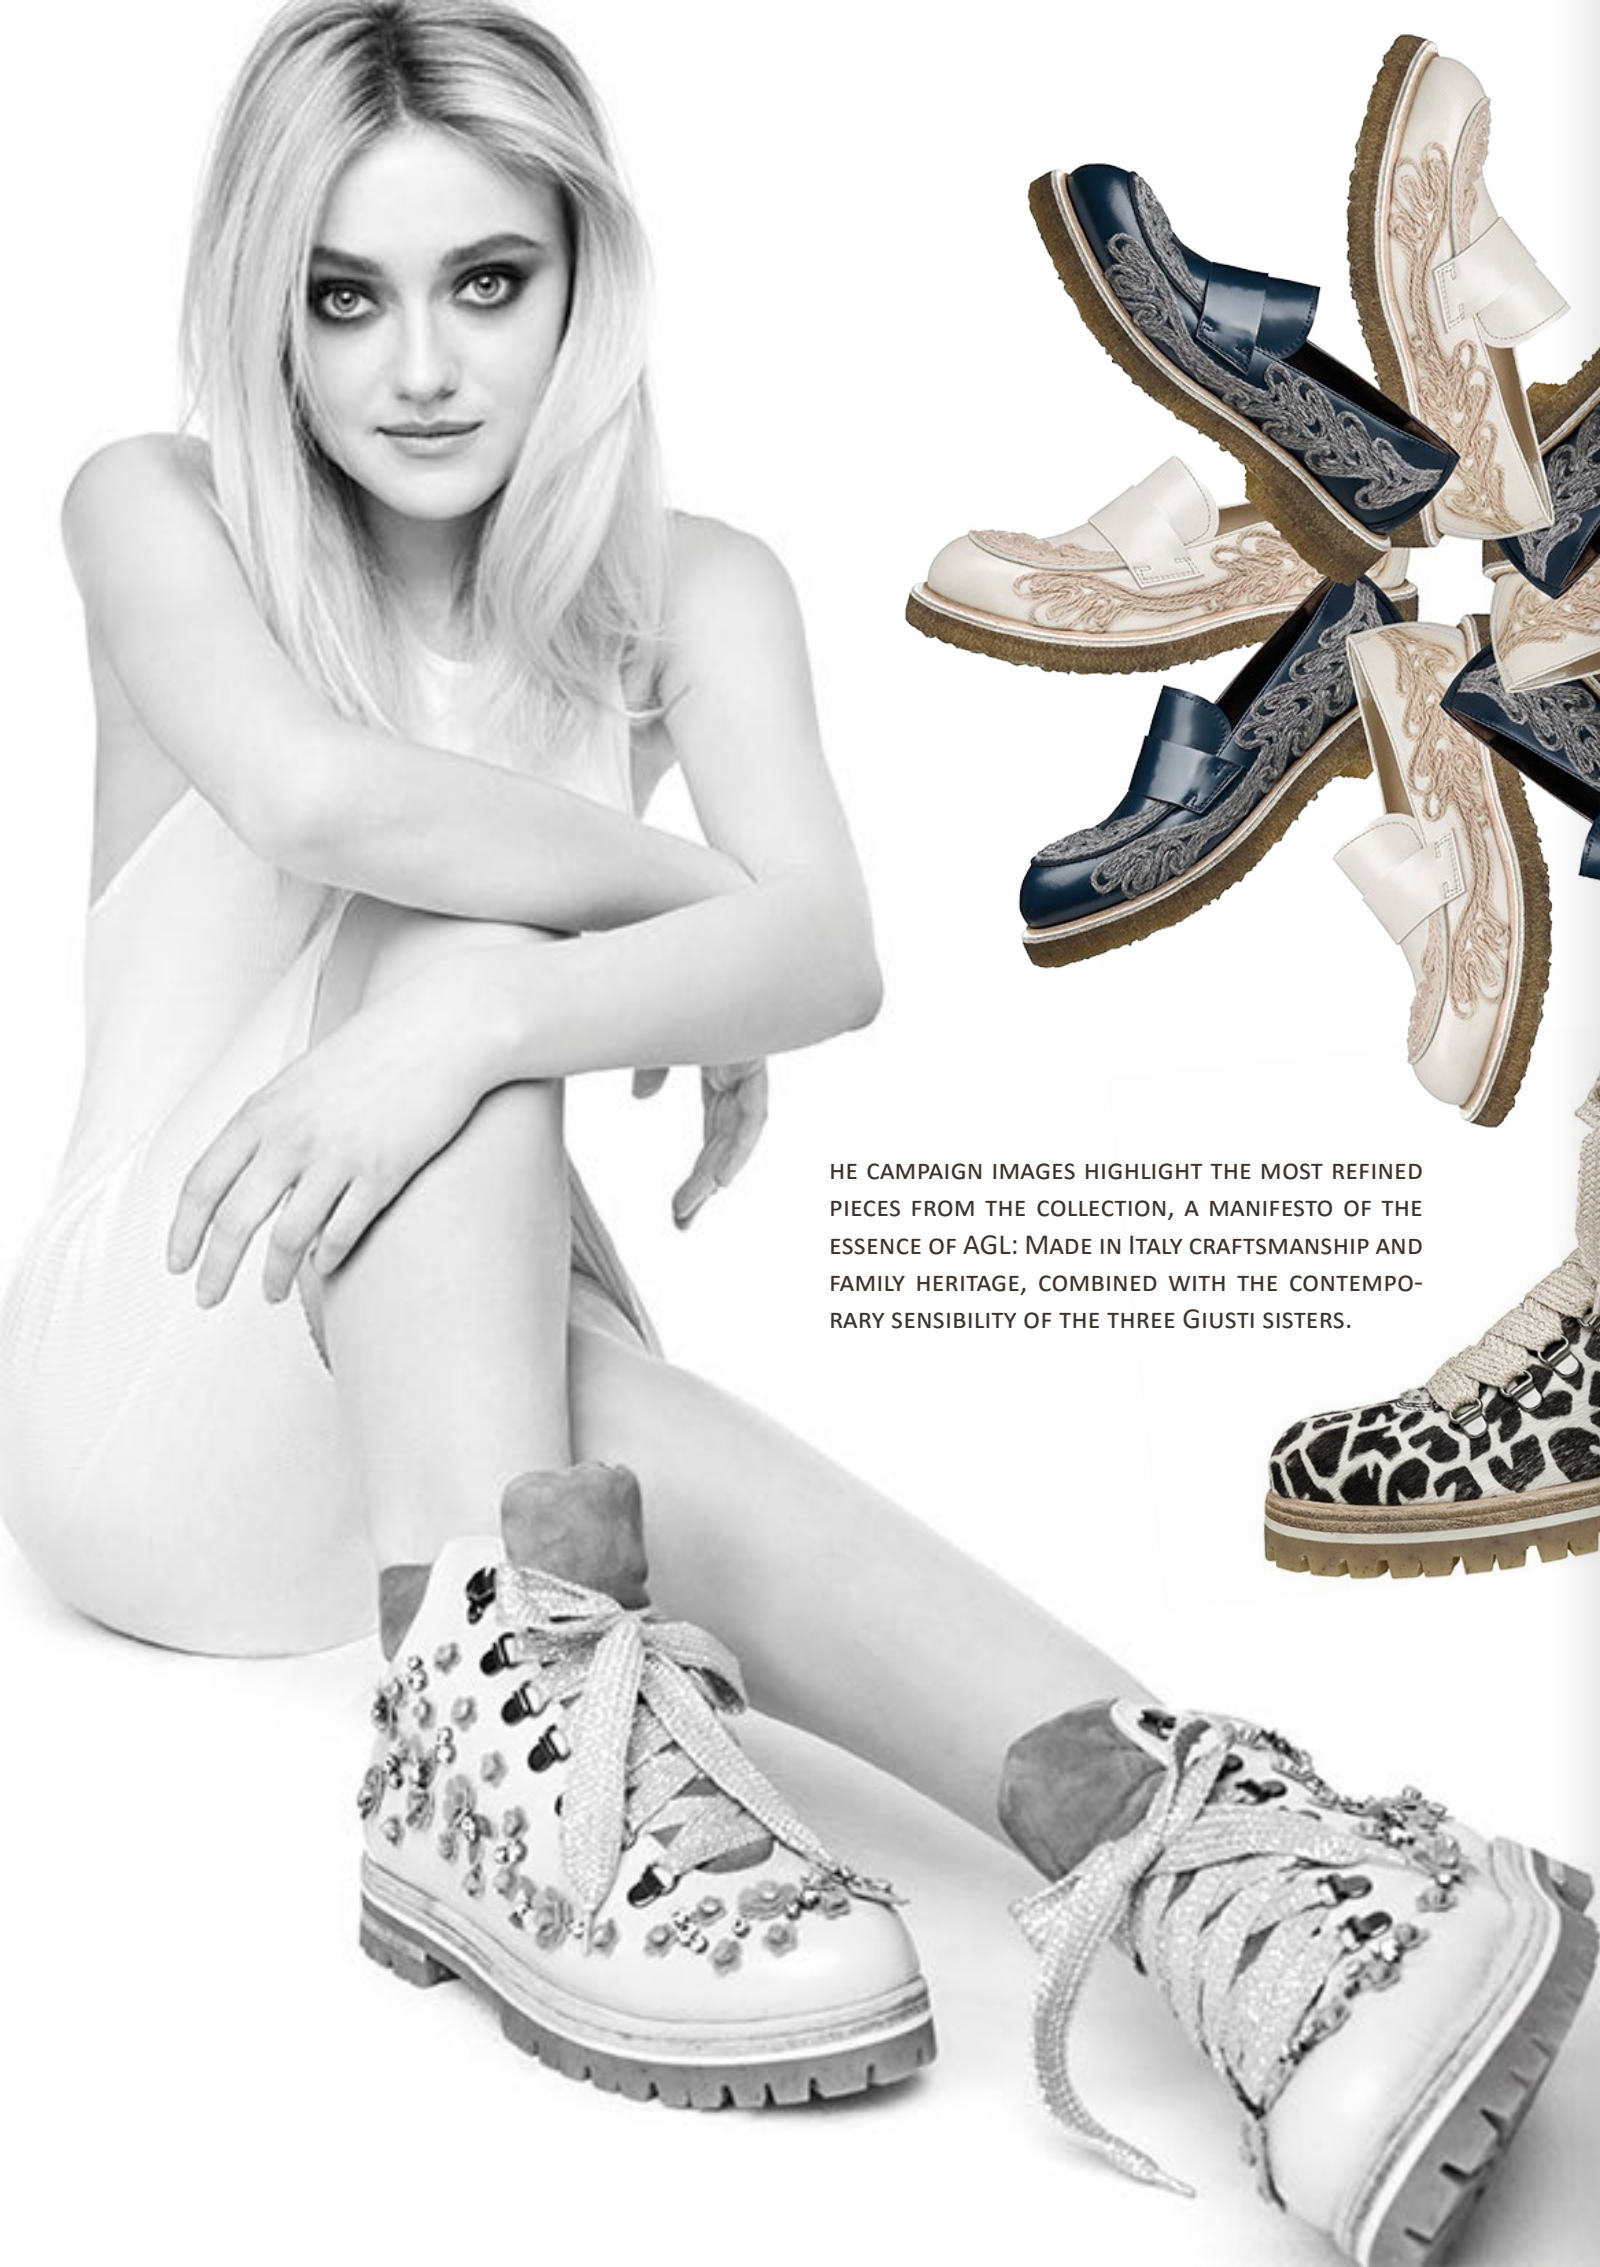 HE CAMPAIGN IMAGES HIGHLIGHT THE MOST REFINED
PIECES FROM THE COLLECTION, A MANIFESTO OF THE
ESSENCE OF AGL: MADE IN ITALY CRAFTSMANSHIP AND
FAMILY HERITAGE, COMBINED WITH THE CONTEMPO-
RARY SENSIBILITY OF THE THREE GIUSTI SISTERS.